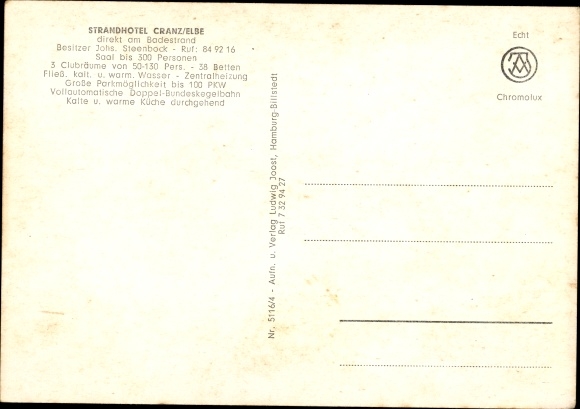 STRANDHOTEL CRANZ/ELBE
direkt am Badestrand
Besitzer Johs. Steenbock - Ruf: 84 92 16
Saal bis 300 Personen
3 Clubräume von 50-130 Pers. - 38 Betten
Fließ. kalt. u. warm. Wasser - Zentralheizung
Große Parkmöglichkeit bis 100 PKW
Vollautomatische Doppel-Bundeskegelbahn
Kalte u. warme Küche durchgehend
Nr. 5116/4 - Aufn. u. Verlag Ludwig Joost, Hamburg-Billstedt
Ruf 7 32 94 27
Echt
Chromolux